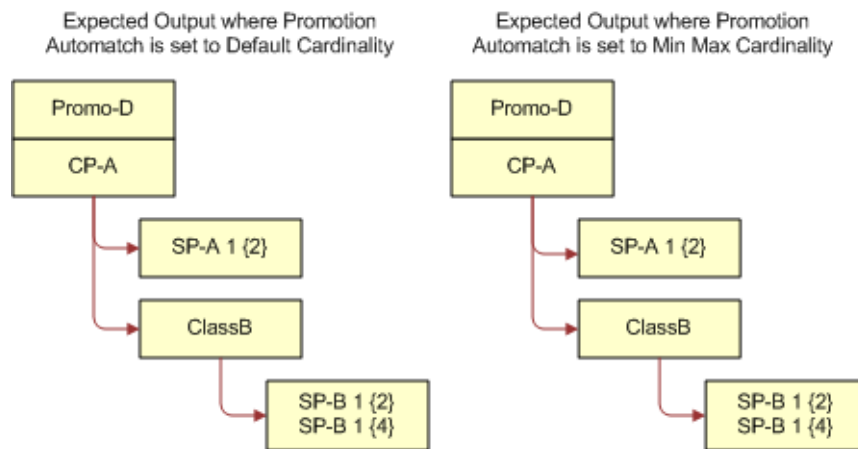 Expected Output where Promotion
Automatch is set to Default Cardinality
Promo-D
CP-A
SP-A 1 {2}
ClassB
SP-B 1 {2}
SP-B 1 {4}
Expected Output where Promotion
Automatch is set to Min Max Cardinality
Promo-D
CP-A
SP-A 1 {2}
ClassB
SP-B 1 {2}
SP-B 1 {4}